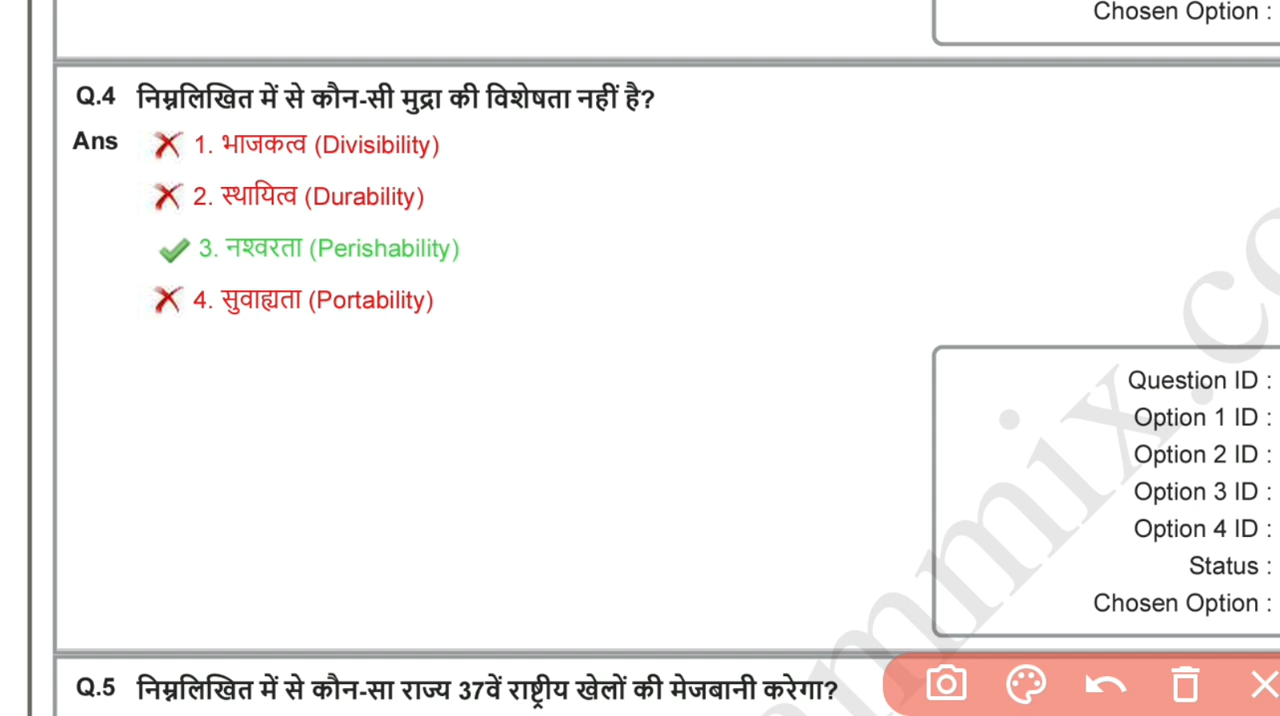 Chosen Option :
Q.4 निम्नलिखित में से कौन-सी मुद्रा की विशेषता नहीं है?
Ans 1. भाजकत्व (Divisibility)
2. स्थायित्व (Durability)
3. नश्वरता (Perishability)
4. सुवाह्यता (Portability)
Question ID :
Option 1 ID :
Option 2 ID :
Option 3 ID :
Option 4 ID :
Status :
Chosen Option :
Q.5 निम्नलिखित में से कौन-सा राज्य 37वें राष्ट्रीय खेलों की मेजबानी करेगा?